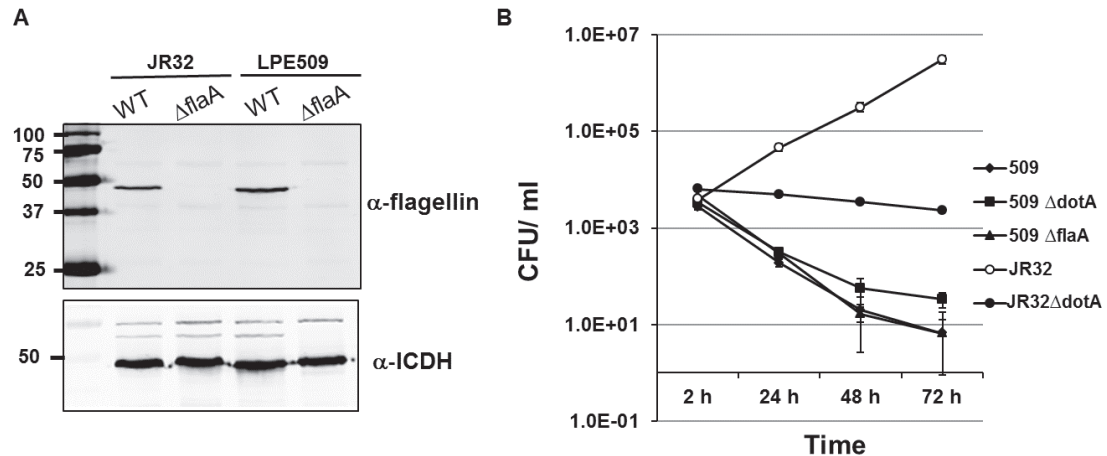 A
JR32 LPE509
WT ΔflaA WT ΔflaA
100
75
50
37
25
α-flagellin
50
α-ICDH
B
1.0E+07
1.0E+05
1.0E+03
1.0E+01
1.0E-01
CFU/ ml
2 h 24 h 48 h 72 h
Time
509
509 ΔdotA
509 ΔflaA
JR32
JR32ΔdotA